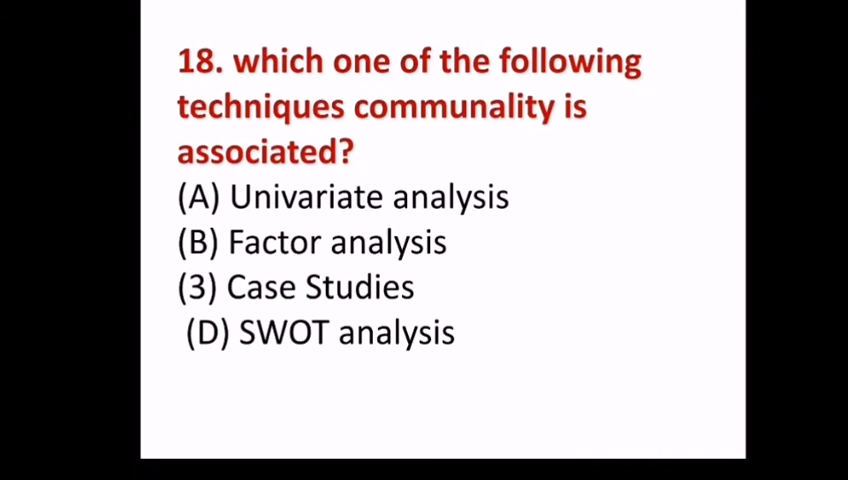 18. which one of the following
techniques communality is
associated?
(A) Univariate analysis
(B) Factor analysis
(3) Case Studies
(D) SWOT analysis